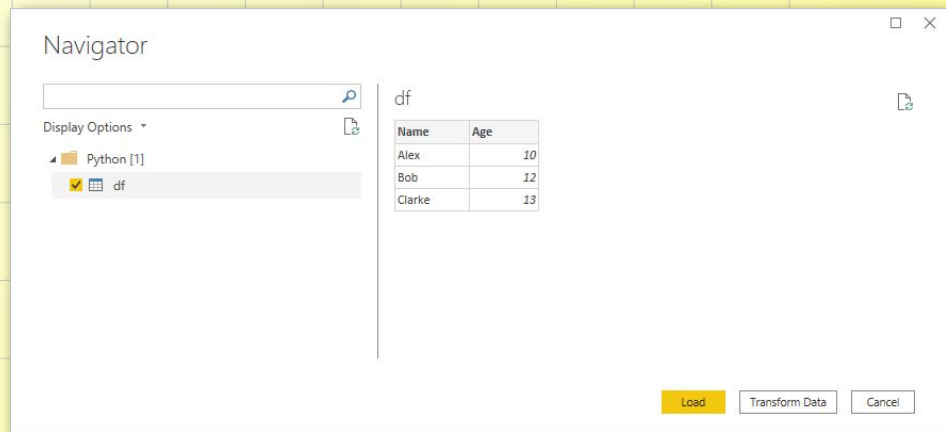 Navigator
Display Options
Python [1]
df
df
Name Age
Alex 10
Bob 12
Clarke 13
Load Transform Data Cancel